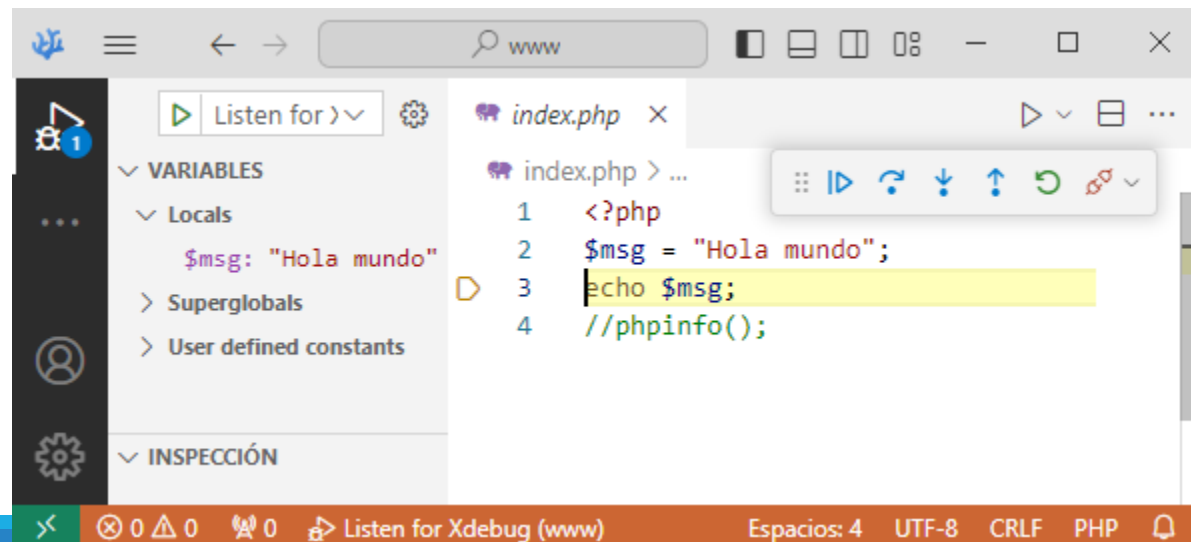 www
1
Listen for
index.php
VARIABLES
Locals
$msg: "Hola mundo"
Superglobals
User defined constants
INSPECCIÓN
index.php > ...
1 <?php
2 $msg = "Hola mundo";
3 echo $msg;
4 //phpinfo();
0 0 0 Listen for Xdebug (www) Espacios: 4 UTF-8 CRLF PHP